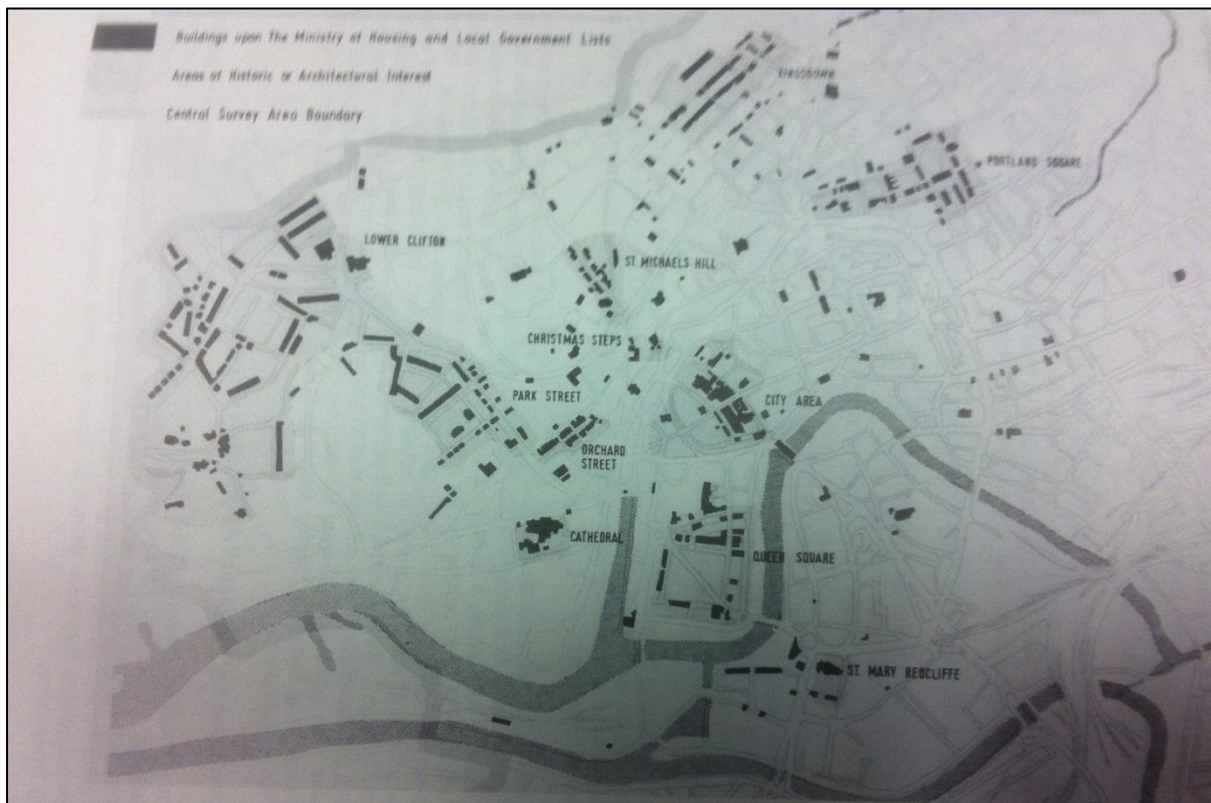 Buildings upon The Ministry of Housing and Local Government Lists
Areas of Historic or Architectural Interest
Central Survey Area Boundary
KINGSDOWN
PORTLAND SQUARE
LOWER CLIFTON
ST. MICHAELS HILL
CHRISTMAS STEPS
PARK STREET
CITY AREA
ORCHARD
STREET
CATHEDRAL
QUEEN SQUARE
ST. MARY REDCLIFFE